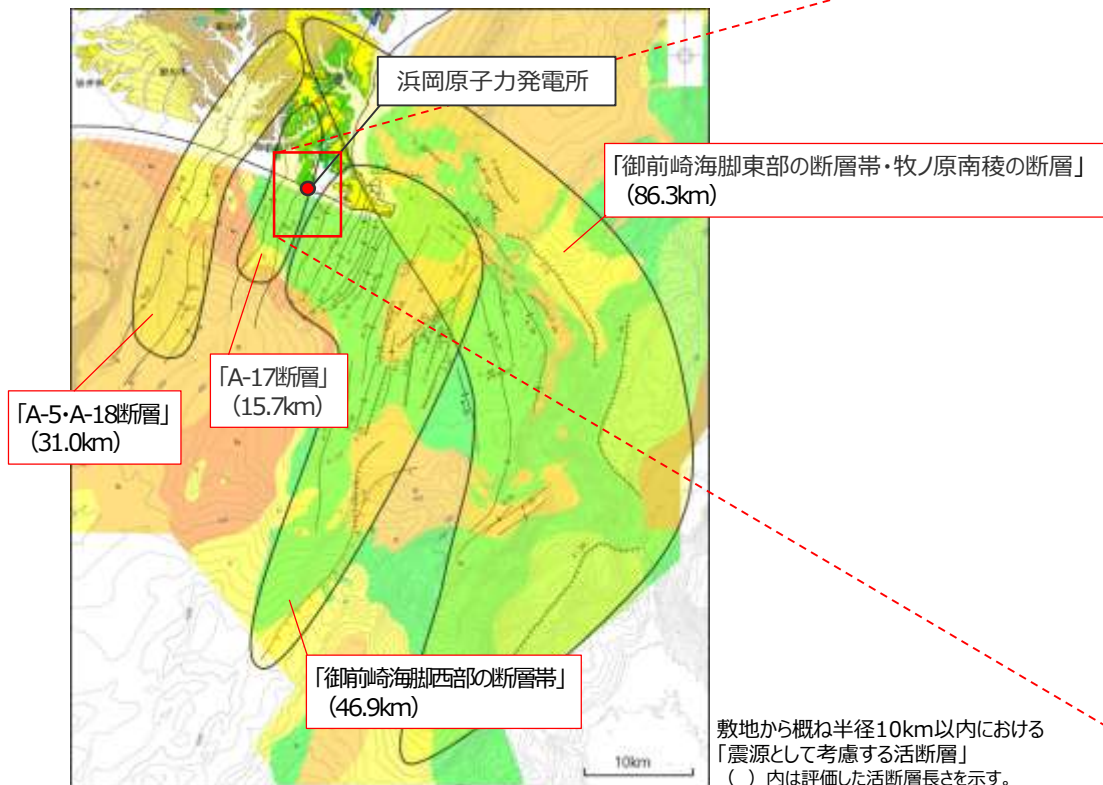 浜岡原子力発電所
「御前崎海脚東部の断層帯・牧ノ原南稜の断層」
（86.3km）
「A-17断層」
（15.7km）
「A-5・A-18断層」
（31.0km）
「御前崎海脚西部の断層帯」
（46.9km）
10km
敷地から概ね半径10km以内における
「震源として考慮する活断層」
（ ）内は評価した活断層長さを示す。